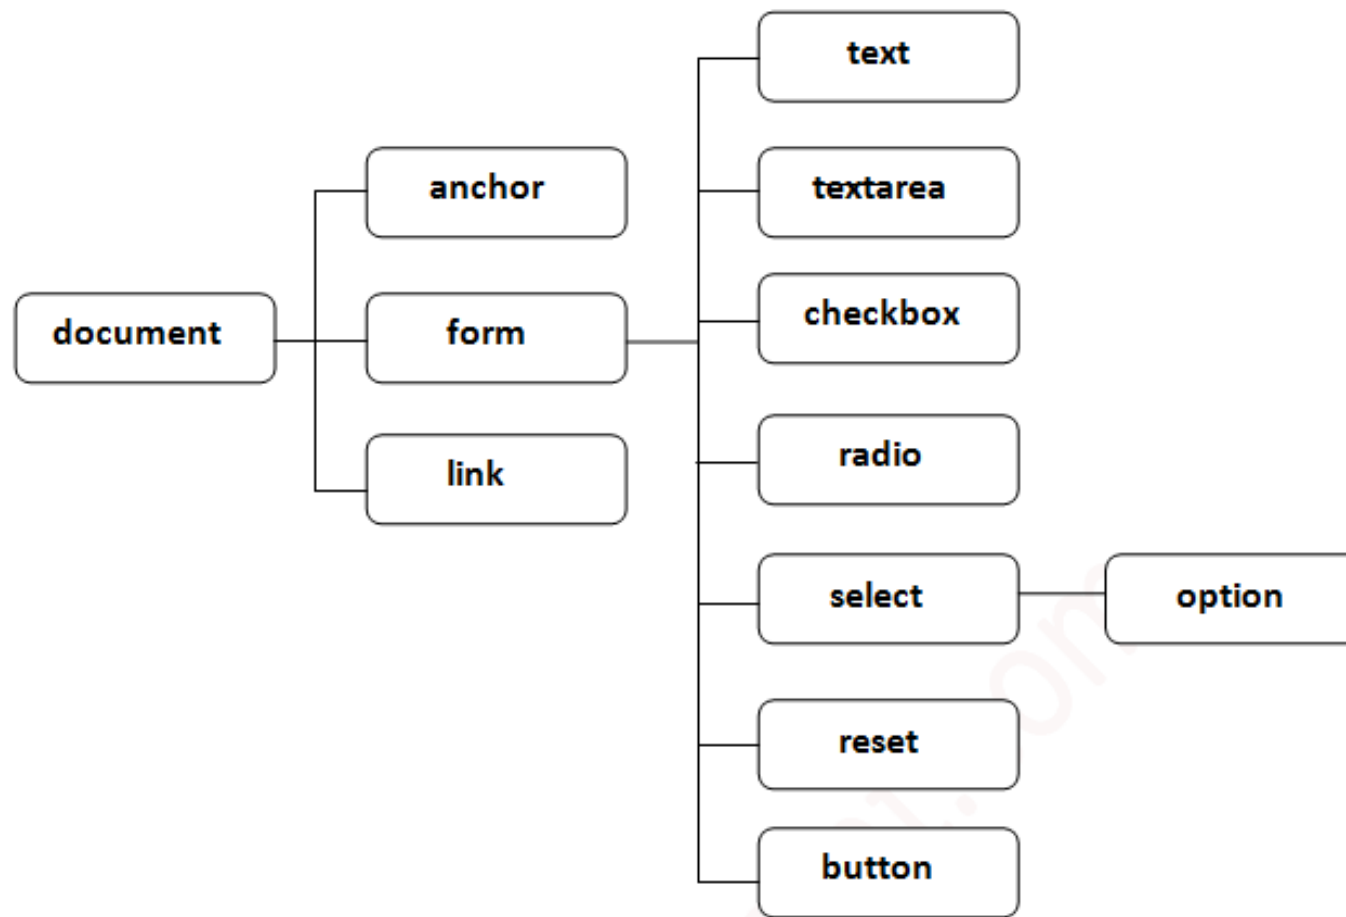 text
anchor
textarea
document
form
checkbox
link
radio
select
option
reset
button